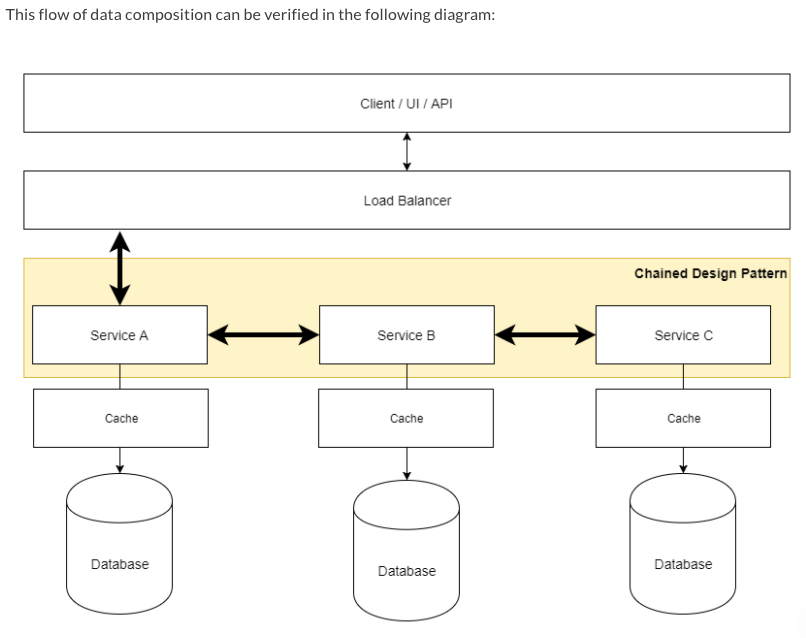 This flow of data composition can be verified in the following diagram:
Client / UI / API
Load Balancer
Chained Design Pattern
Service A
Service B
Service C
Cache
Cache
Cache
Database
Database
Database